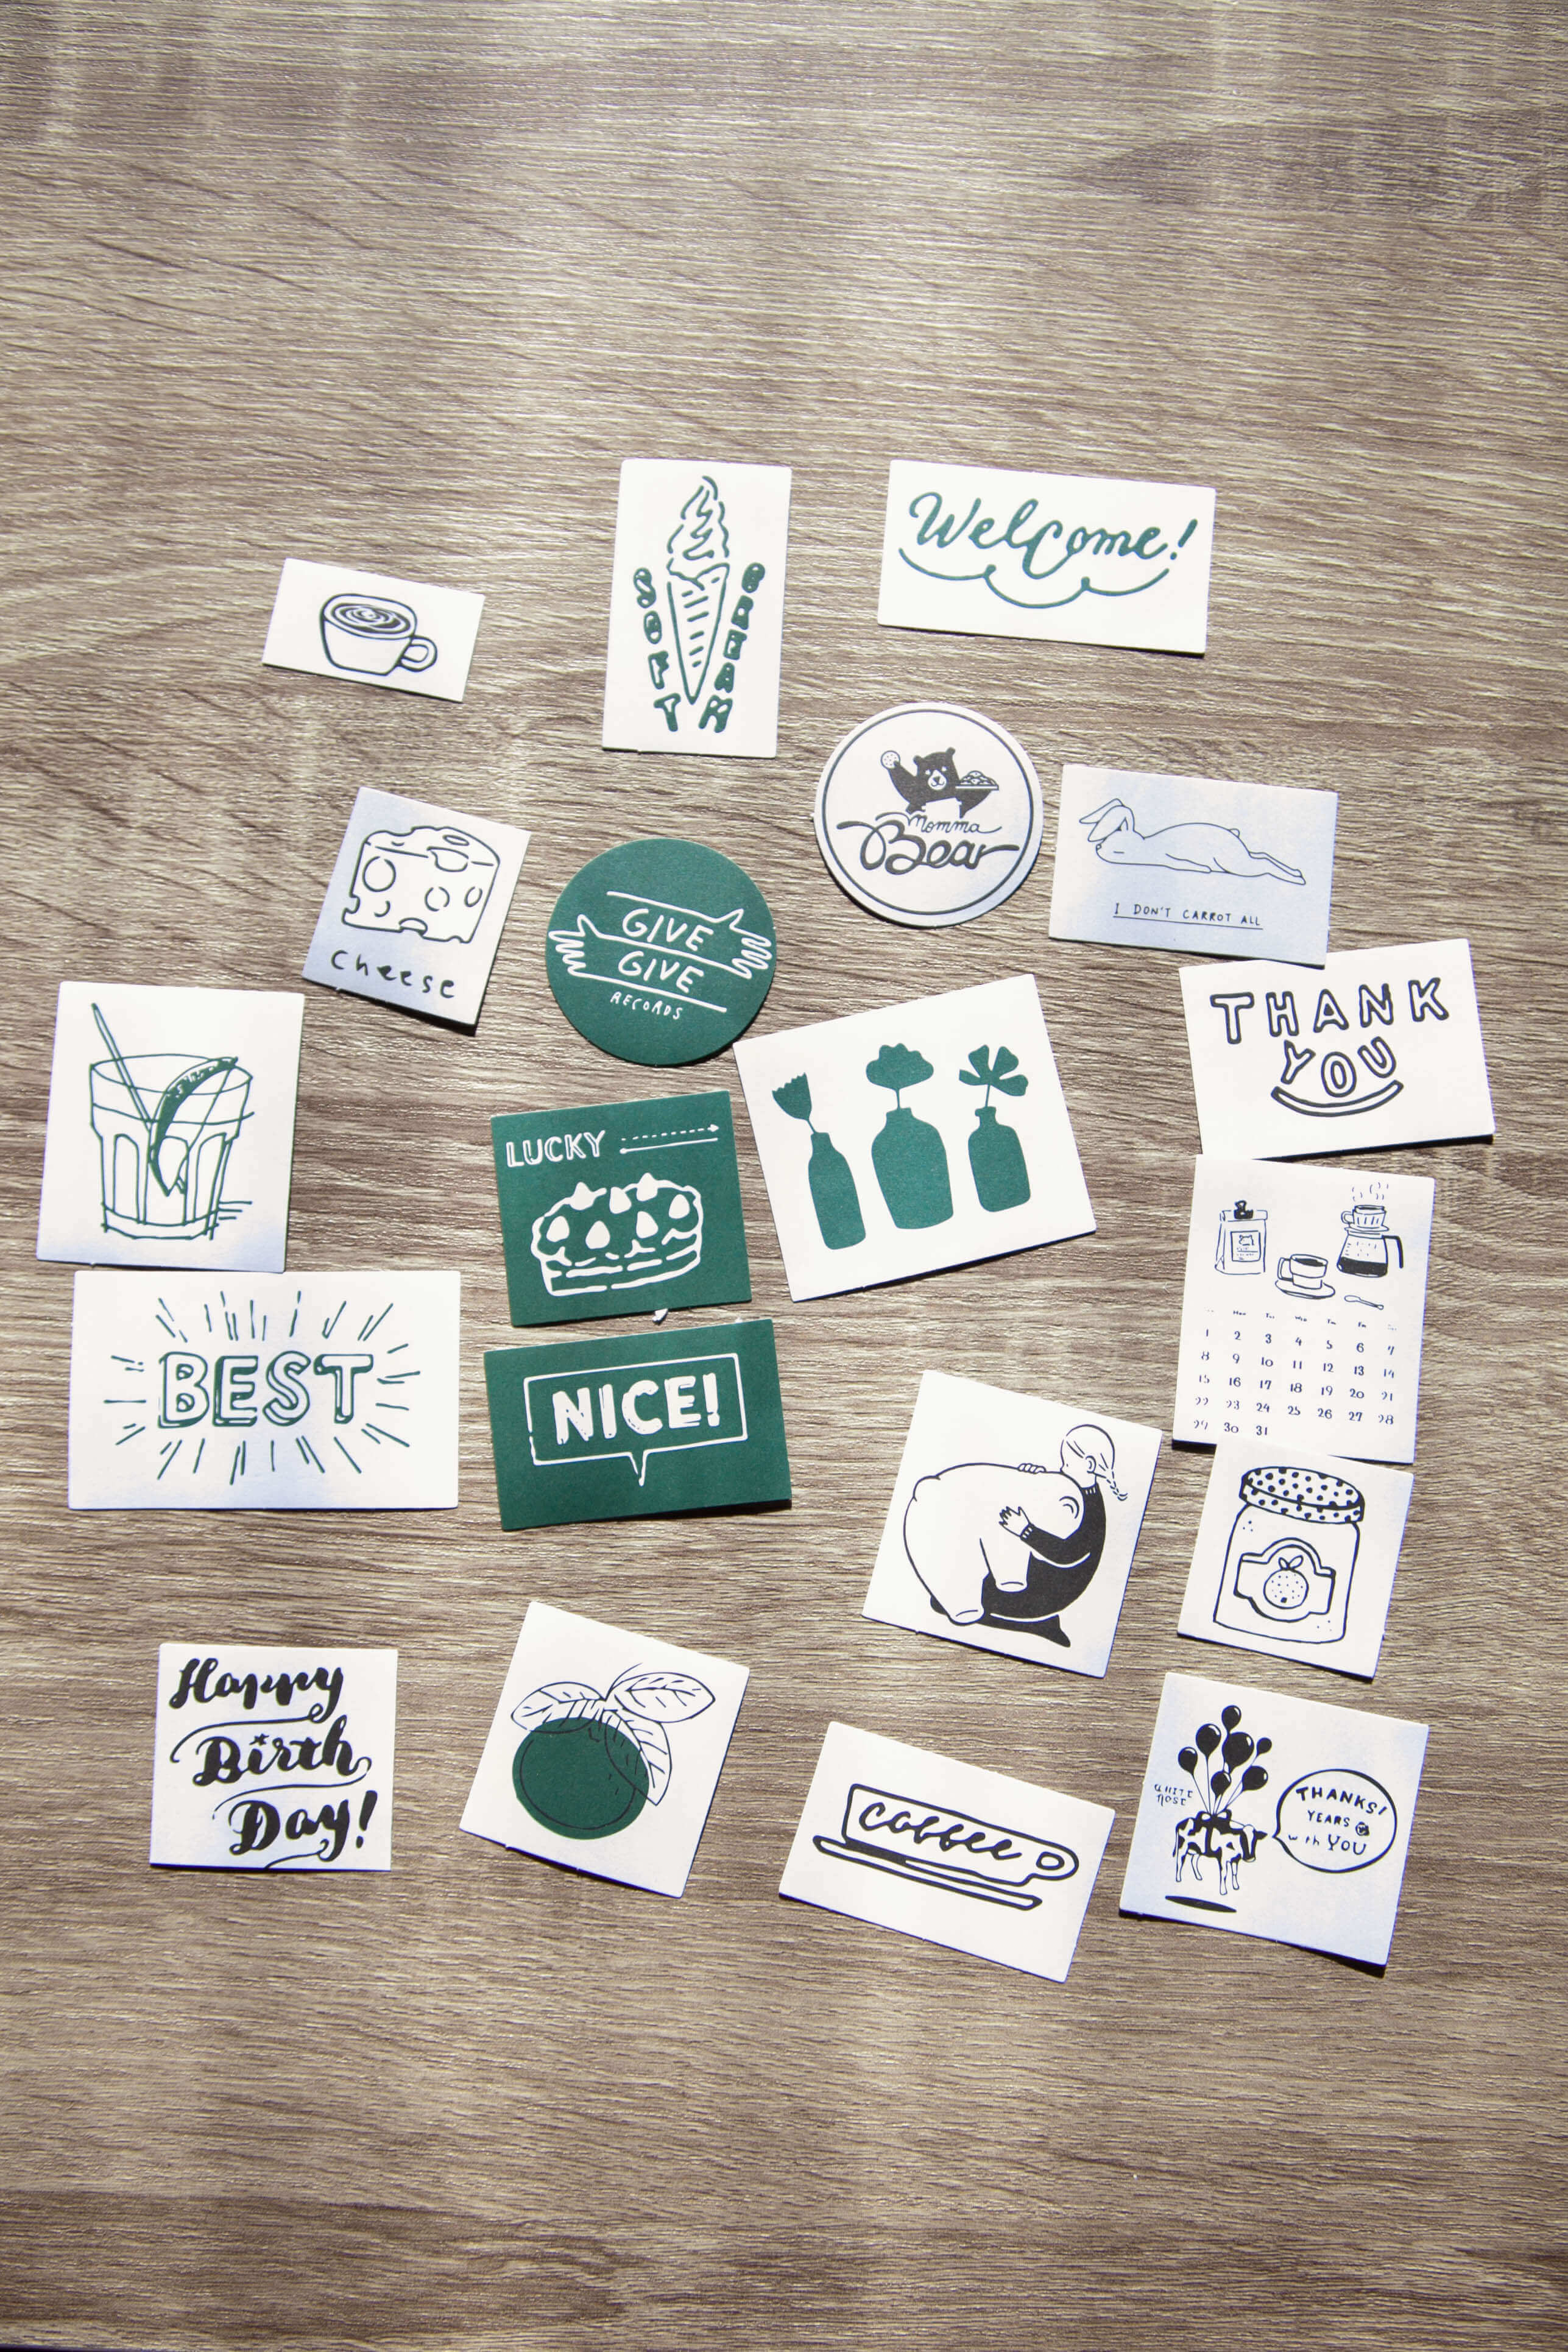 SOFT
CREAM
Welcome!
Momma
Bear
I DON'T CARROT ALL
cheese
GIVE
GIVE
RECORDS
THANK
YOU
LUCKY
1 2 3 4 5 6 7
8 9 10 11 12 13 14
15 16 17 18 19 20 21
22 23 24 25 26 27 28
29 30 31
BEST
NICE!
Happy
Birth
Day!
coffee
THANKS!
YEARS
with YOU